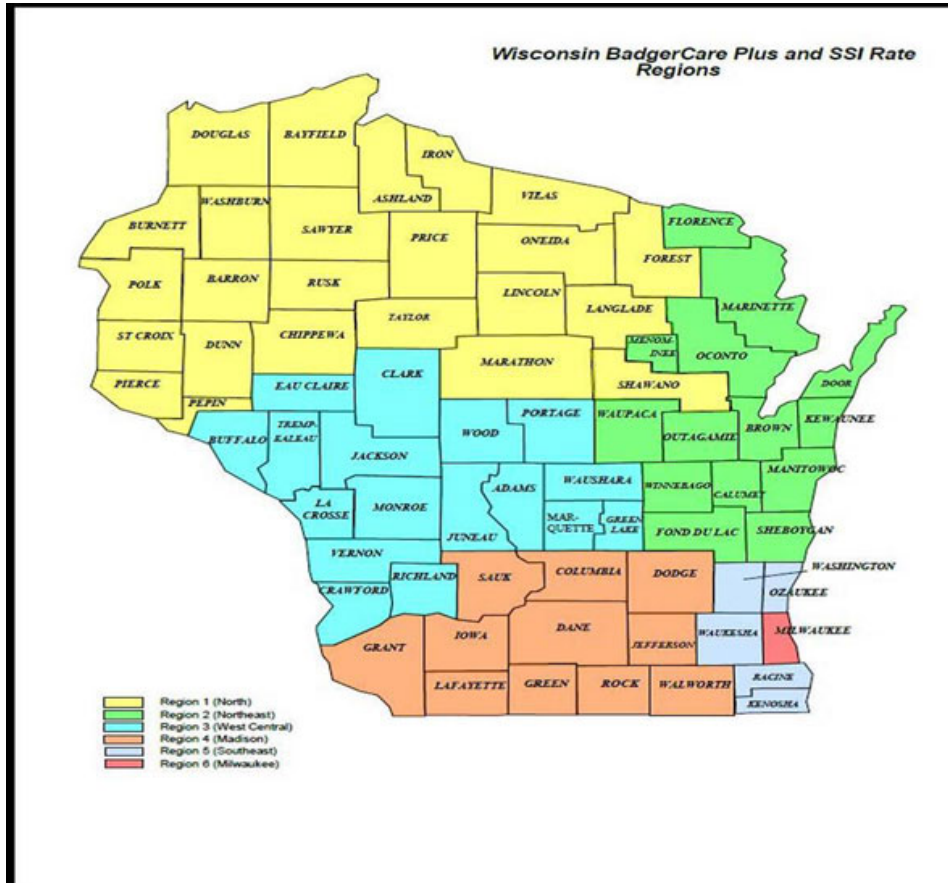 Wisconsin BadgerCare Plus and SSI Rate
Regions
DOUGLAS
BAYFIELD
IRON
ASHLAND
VILAS
WASHBURN
BURNETT
SAWYER
PRICE
ONEIDA
FLORENCE
FOREST
POLK
BARRON
RUSK
LINCOLN
LANGLADE
MARINETTE
TAYLOR
ST CROIX
DUNN
CHIPPEWA
MENOM-
INEE
OCONTO
CLARK
MARATHON
PIERCE
EAU CLAIRE
SHAWANO
DOOR
PEPIN
PORTAGE
WAUPACA
KEWAUNEE
BUFFALO
TREMP-
EALEAU
WOOD
OUTAGAMIE
BROWN
JACKSON
MANITOWOC
WAUSHARA
ADAMS
WINNEBAGO
CALUMET
LA
CROSSE
MONROE
MAR-
QUETTE
GREEN
LAKE
JUNEAU
FOND DU LAC
SHEBOYGAN
VERNON
WASHINGTON
COLUMBIA
DODGE
RICHLAND
SAUK
CRAWFORD
OZAUKEE
DANE
MILWAUKEE
IOWA
WAUKESHA
GRANT
JEFFERSON
RACINE
LAFAYETTE
GREEN
ROCK
WALWORTH
KENOSHA
Region 1 (North)
Region 2 (Northeast)
Region 3 (West Central)
Region 4 (Madison)
Region 5 (Southeast)
Region 6 (Milwaukee)